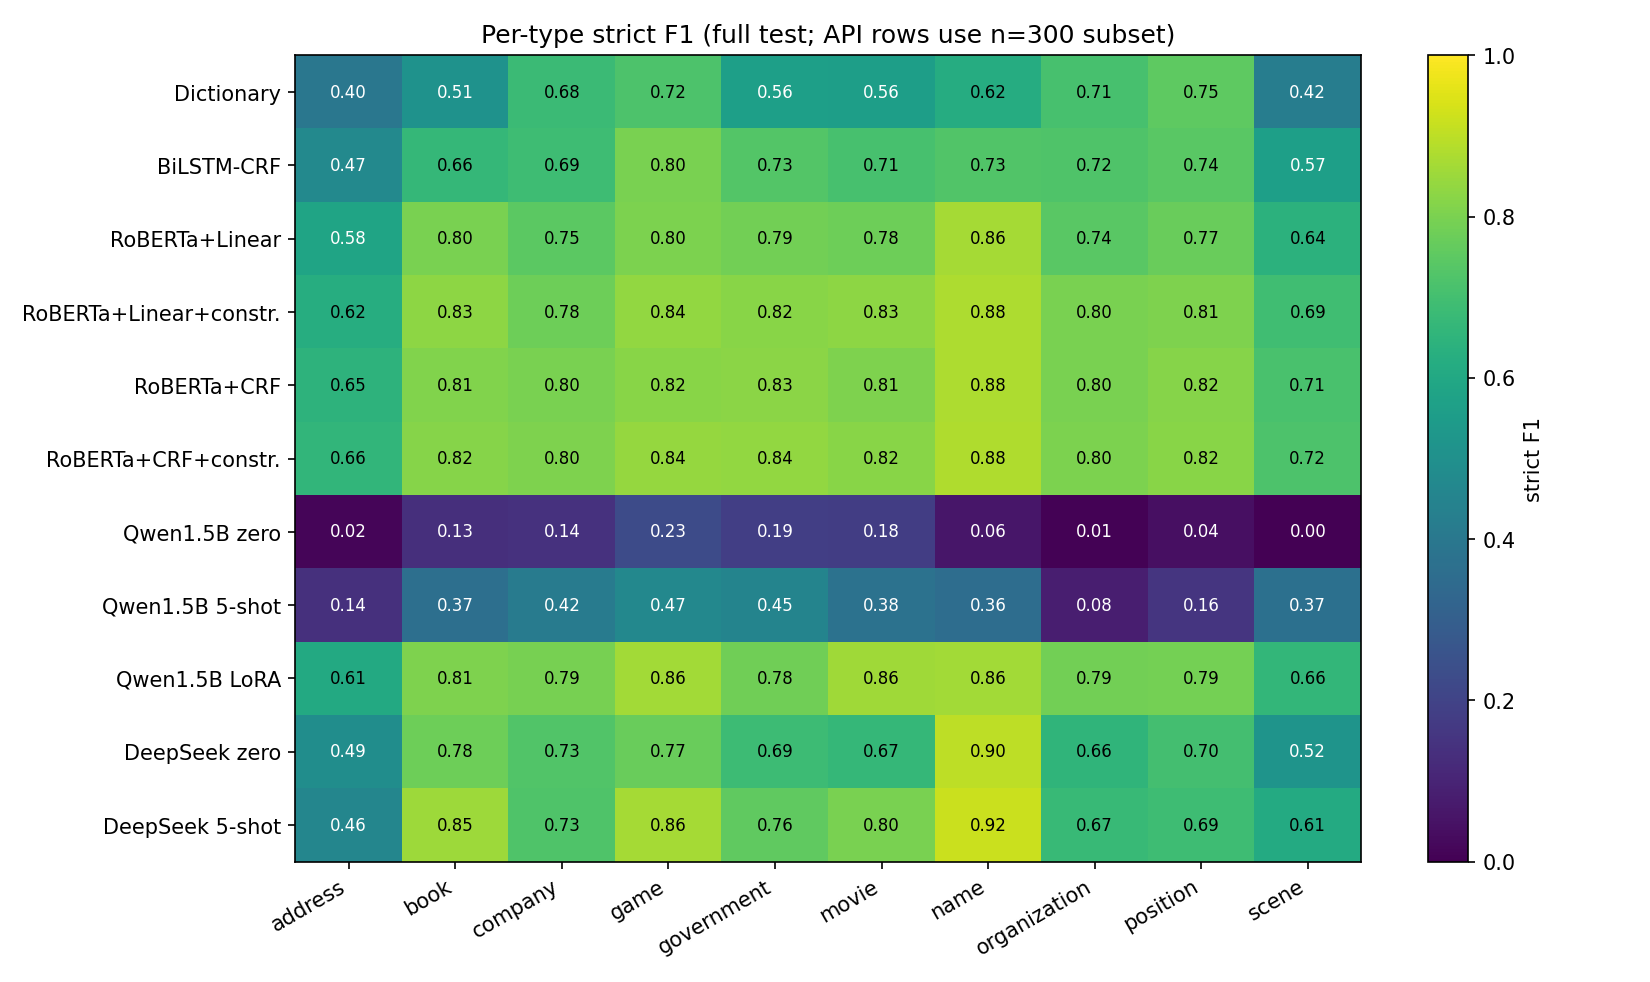 Per-type strict F1 (full test; API rows use n=300 subset)
Dictionary 0.40 0.51 0.68 0.72 0.56 0.56 0.62 0.71 0.75 0.42
BiLSTM-CRF 0.47 0.66 0.69 0.80 0.73 0.71 0.73 0.72 0.74 0.57
RoBERTa+Linear 0.58 0.80 0.75 0.80 0.79 0.78 0.86 0.74 0.77 0.64
RoBERTa+Linear+constr. 0.62 0.83 0.78 0.84 0.82 0.83 0.88 0.80 0.81 0.69
RoBERTa+CRF 0.65 0.81 0.80 0.82 0.83 0.81 0.88 0.80 0.82 0.71
RoBERTa+CRF+constr. 0.66 0.82 0.80 0.84 0.84 0.82 0.88 0.80 0.82 0.72
Qwen1.5B zero 0.02 0.13 0.14 0.23 0.19 0.18 0.06 0.01 0.04 0.00
Qwen1.5B 5-shot 0.14 0.37 0.42 0.47 0.45 0.38 0.36 0.08 0.16 0.37
Qwen1.5B LoRA 0.61 0.81 0.79 0.86 0.78 0.86 0.86 0.79 0.79 0.66
DeepSeek zero 0.49 0.78 0.73 0.77 0.69 0.67 0.90 0.66 0.70 0.52
DeepSeek 5-shot 0.46 0.85 0.73 0.86 0.76 0.80 0.92 0.67 0.69 0.61
address book company game government movie name organization position scene
1.0
0.8
0.6
0.4
0.2
0.0
strict F1